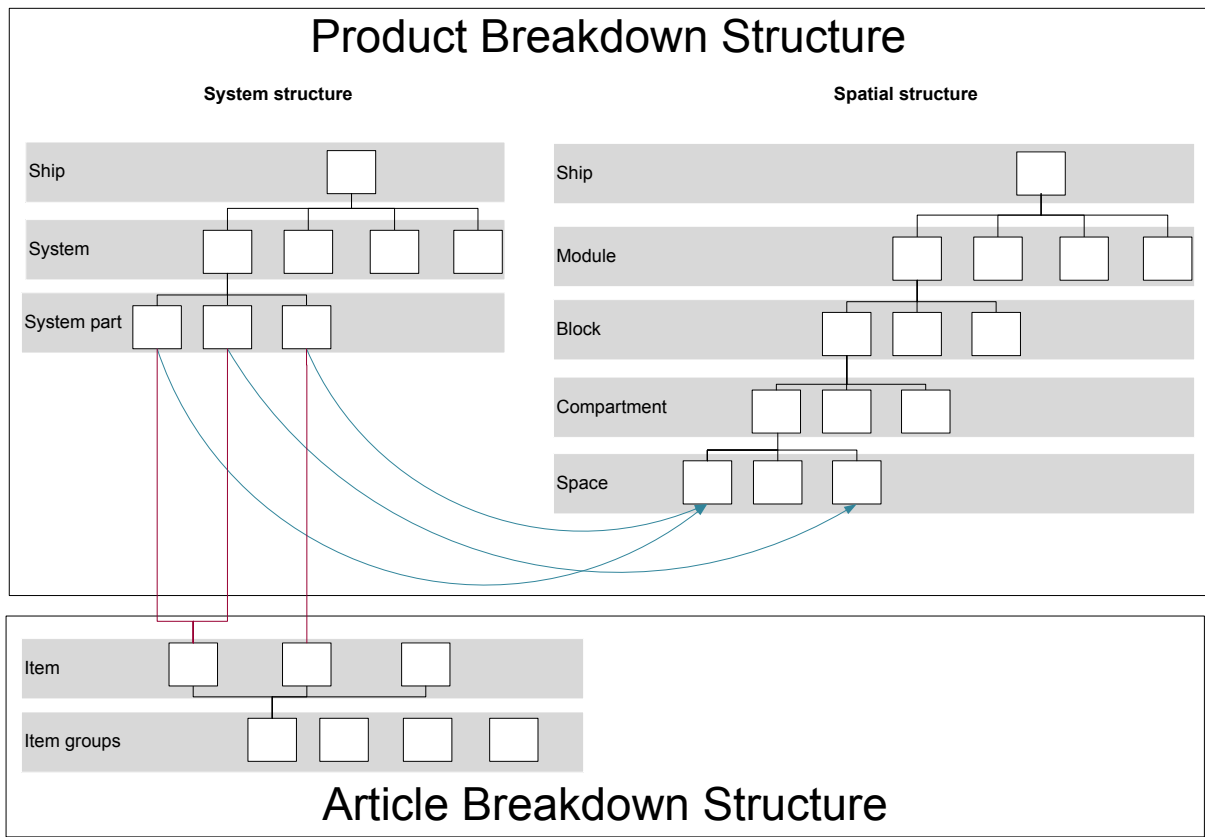 Product Breakdown Structure
System structure
Spatial structure
Ship
System
System part
Ship
Module
Block
Compartment
Space
Item
Item groups
Article Breakdown Structure